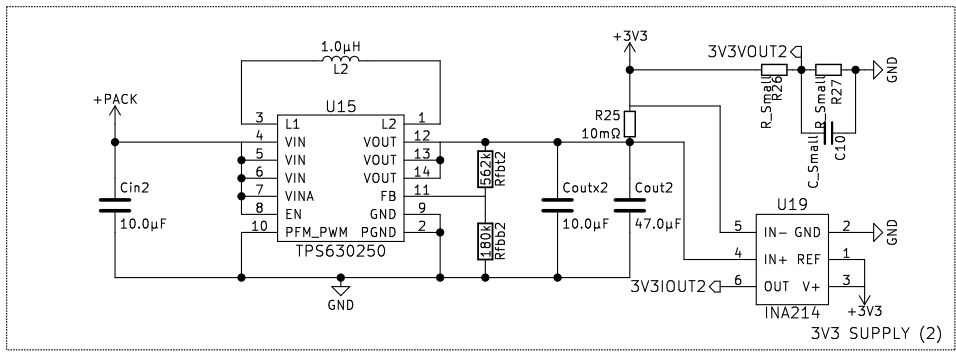 1.0µH
L2
+PACK
U15
3 L1 L2 1
4 VIN VOUT 12
5 VIN VOUT 13
6 VIN VOUT 14
7 VINA FB 11
8 EN GND 9
10 PFM_PWM PGND 2
TPS630250
Cin2
10.0µF
GND
562k
Rfbt2
180k
Rfbb2
Coutx2
10.0µF
Cout2
47.0µF
+3V3
R25
10mΩ
3V3VOUT2
R_Small
R26
R_Small
R27
GND
C_Small
C10
U19
5 IN- GND 2
GND
4 IN+ REF 1
3V3IOUT2 6 OUT V+ 3
INA214
+3V3
3V3 SUPPLY (2)